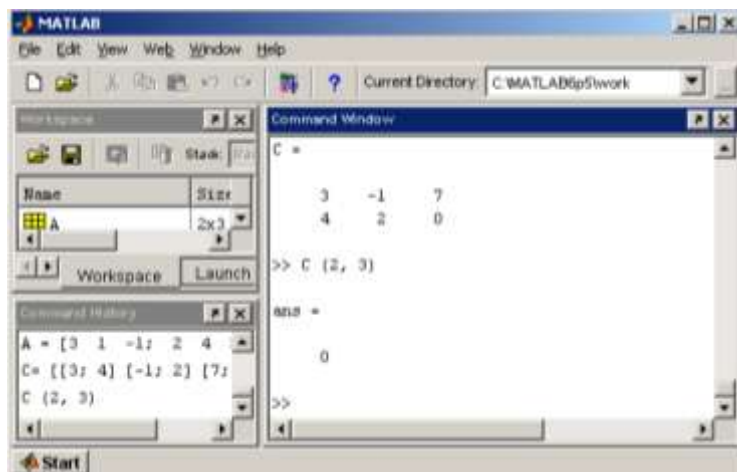 MATLAB
File Edit View Web Window Help
? Current Directory: C:\MATLAB6p5\work
Workspace
Stack:
Name Size
A 2x3
Workspace Launch
Command History
A = [3 1 -1; 2 4
C= [[3; 4] [-1; 2] [7;
C (2, 3)
Command Window
C =
3 -1 7
4 2 0
>> C (2, 3)
ans =
0
>>
Start